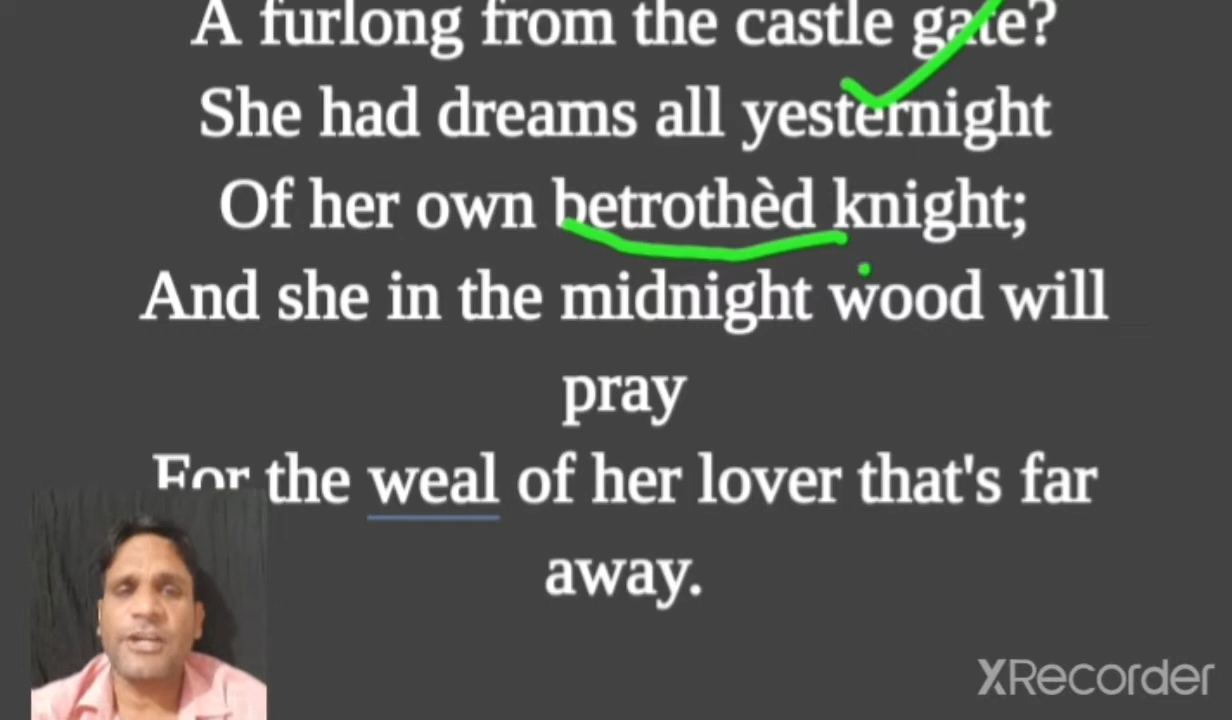 A furlong from the castle gate?
She had dreams all yesternight
Of her own betrothèd knight;
And she in the midnight wood will
pray
For the weal of her lover that's far
away.
XRecorder